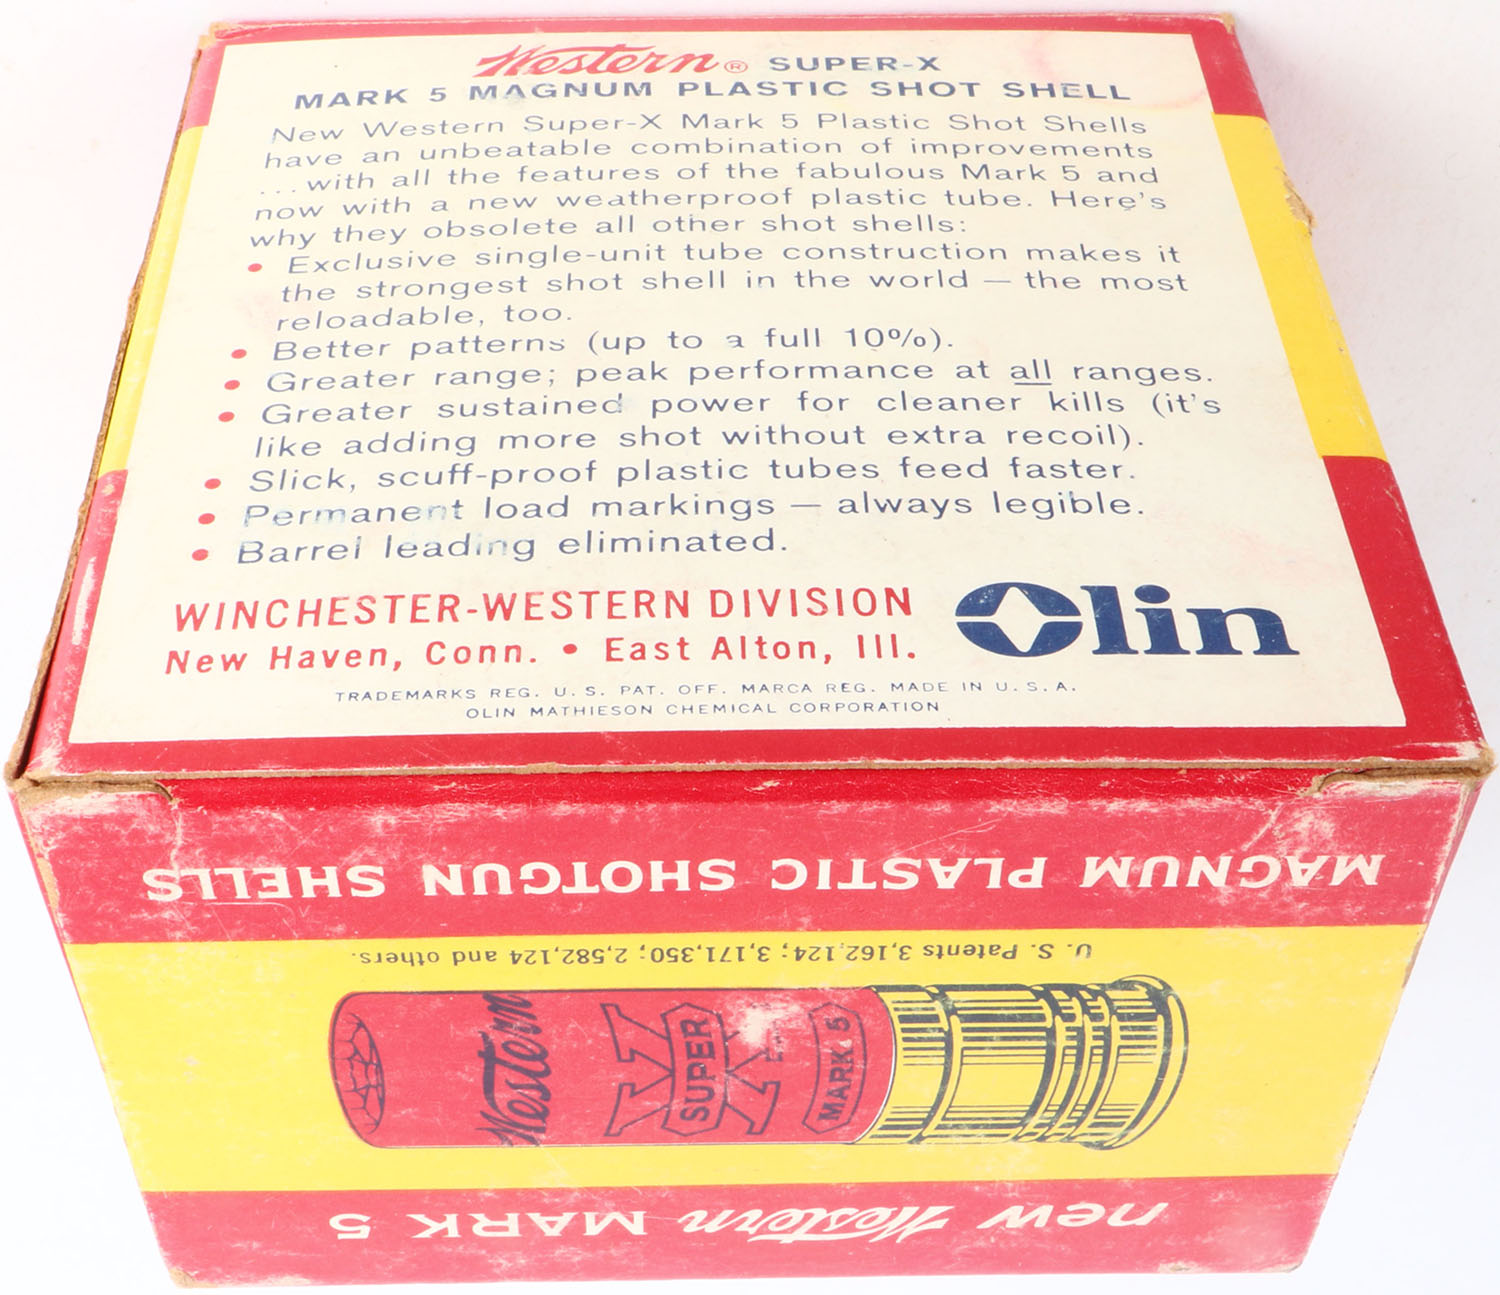 Western® SUPER-X
MARK 5 MAGNUM PLASTIC SHOT SHELL
New Western Super-X Mark 5 Plastic Shot Shells
have an unbeatable combination of improvements
...with all the features of the fabulous Mark 5 and
now with a new weatherproof plastic tube. Here's
why they obsolete all other shot shells:
• Exclusive single-unit tube construction makes it
the strongest shot shell in the world — the most
reloadable, too.
• Better patterns (up to a full 10%).
• Greater range; peak performance at all ranges.
• Greater sustained power for cleaner kills (it's
like adding more shot without extra recoil).
• Slick, scuff-proof plastic tubes feed faster.
• Permanent load markings — always legible.
• Barrel leading eliminated.
WINCHESTER-WESTERN DIVISION
New Haven, Conn. • East Alton, Ill.
Olin
TRADEMARKS REG. U. S. PAT. OFF. MARCA REG. MADE IN U. S. A.
OLIN MATHIESON CHEMICAL CORPORATION
new Western MARK 5
Western
SUPER X
MARK 5
U. S. Patents 3,162,124; 3,171,350; 2,582,124 and others.
MAGNUM PLASTIC SHOTGUN SHELLS